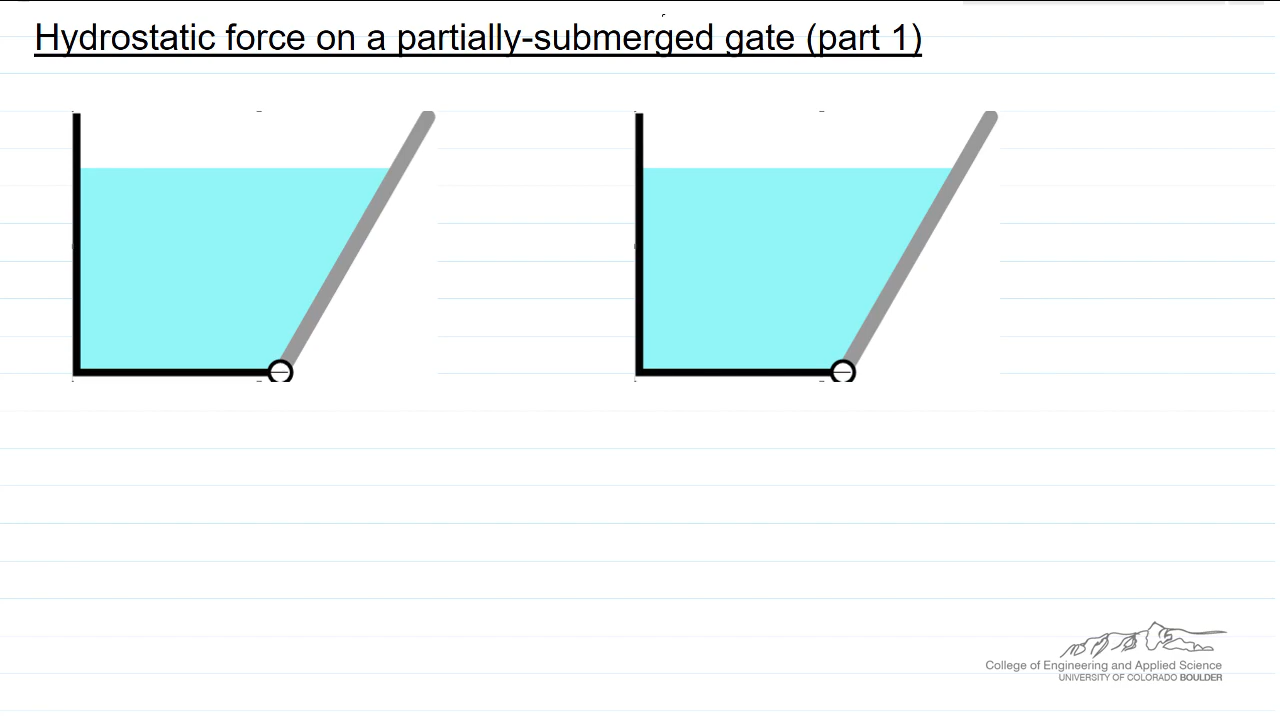 Hydrostatic force on a partially-submerged gate (part 1)
College of Engineering and Applied Science
UNIVERSITY OF COLORADO BOULDER